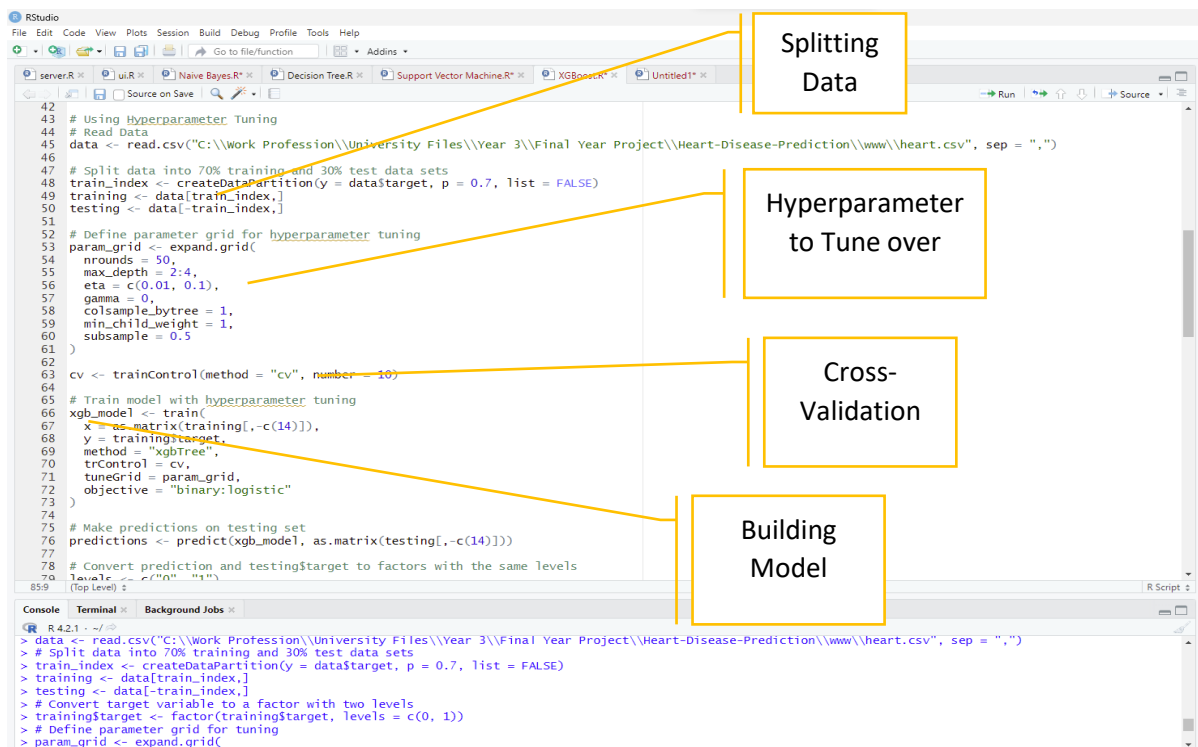 RStudio
File Edit Code View Plots Session Build Debug Profile Tools Help
Go to file/function Addins
server.R ui.R Naive Bayes.R* Decision Tree.R Support Vector Machine.R* XGBoost.R* Untitled1*
Source on Save Run Source
42
43 # Using Hyperparameter Tuning
44 # Read Data
45 data <- read.csv("C:\\Work Profession\\University Files\\Year 3\\Final Year Project\\Heart-Disease-Prediction\\www\\heart.csv", sep = ",")
46
47 # Split data into 70% training and 30% test data sets
48 train_index <- createDataPartition(y = data$target, p = 0.7, list = FALSE)
49 training <- data[train_index,]
50 testing <- data[-train_index,]
51
52 # Define parameter grid for hyperparameter tuning
53 param_grid <- expand.grid(
54 nrounds = 50,
55 max_depth = 2:4,
56 eta = c(0.01, 0.1),
57 gamma = 0,
58 colsample_bytree = 1,
59 min_child_weight = 1,
60 subsample = 0.5
61 )
62
63 cv <- trainControl(method = "cv", number = 10)
64
65 # Train model with hyperparameter tuning
66 xgb_model <- train(
67 x = as.matrix(training[,-c(14)]),
68 y = training$target,
69 method = "xgbTree",
70 trControl = cv,
71 tuneGrid = param_grid,
72 objective = "binary:logistic"
73 )
74
75 # Make predictions on testing set
76 predictions <- predict(xgb_model, as.matrix(testing[,-c(14)]))
77
78 # Convert prediction and testing$target to factors with the same levels
79 levels <- c("0", "1")
85:9 (Top Level) R Script
Splitting
Data
Hyperparameter
to Tune over
Cross-
Validation
Building
Model
Console Terminal Background Jobs
R 4.2.1 · ~/
> data <- read.csv("C:\\Work Profession\\University Files\\Year 3\\Final Year Project\\Heart-Disease-Prediction\\www\\heart.csv", sep = ",")
> # Split data into 70% training and 30% test data sets
> train_index <- createDataPartition(y = data$target, p = 0.7, list = FALSE)
> training <- data[train_index,]
> testing <- data[-train_index,]
> # Convert target variable to a factor with two levels
> training$target <- factor(training$target, levels = c(0, 1))
> # Define parameter grid for tuning
> param_grid <- expand.grid(